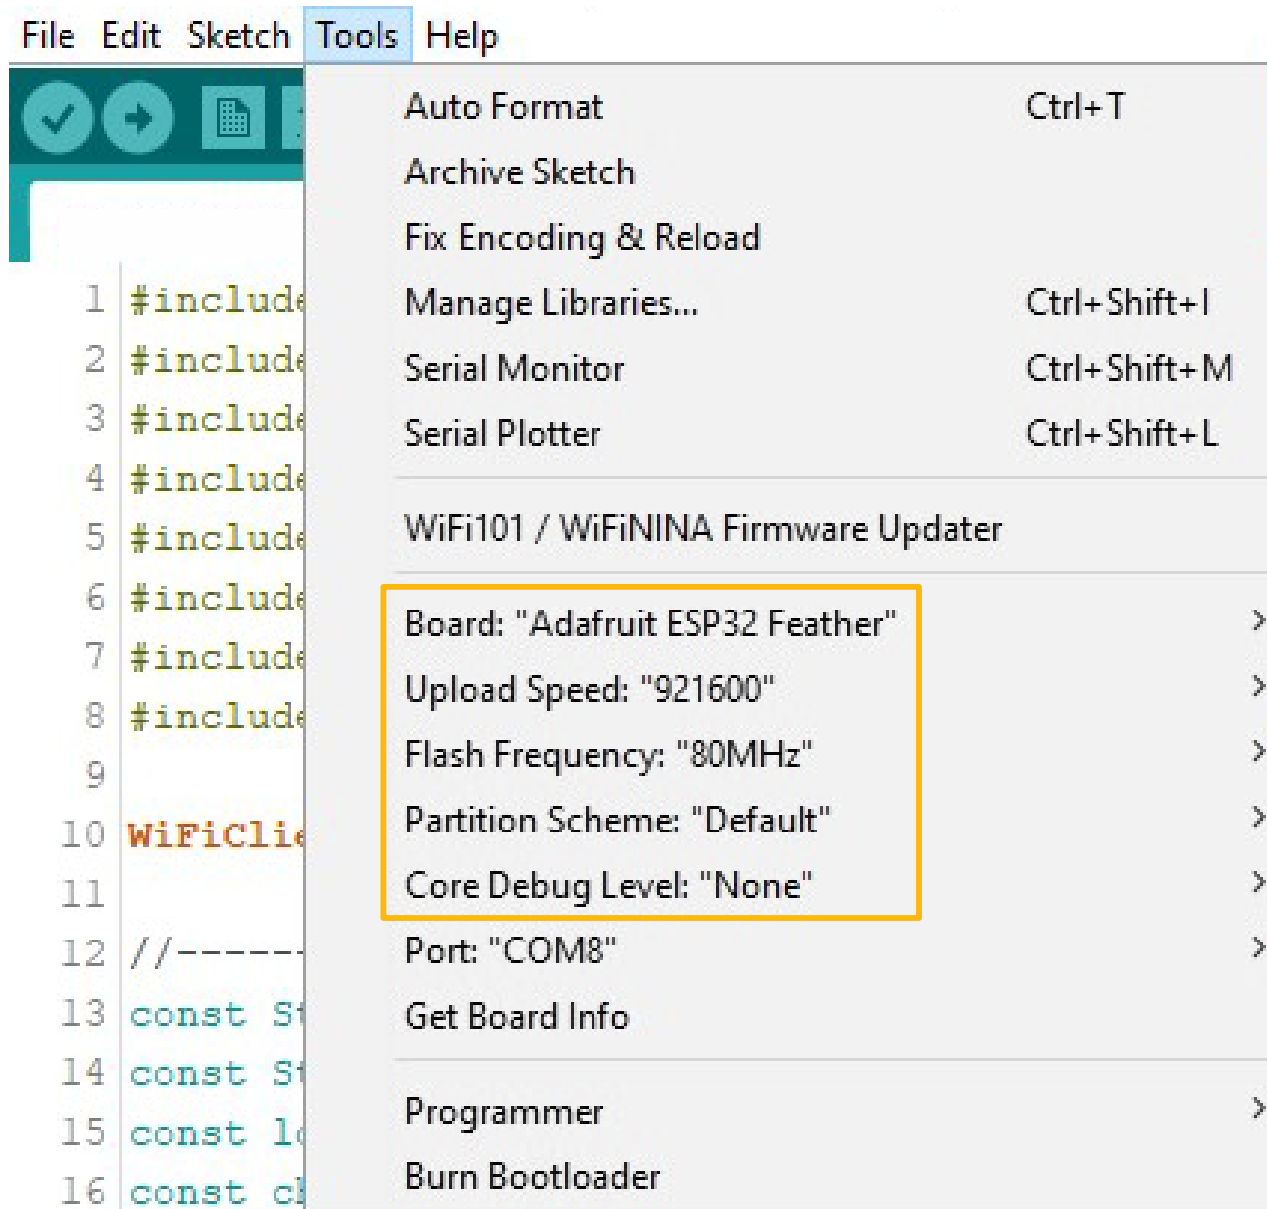 File Edit Sketch Tools Help
Auto Format Ctrl+T
Archive Sketch
Fix Encoding & Reload
Manage Libraries... Ctrl+Shift+I
Serial Monitor Ctrl+Shift+M
Serial Plotter Ctrl+Shift+L
WiFi101 / WiFiNINA Firmware Updater
Board: "Adafruit ESP32 Feather"
Upload Speed: "921600"
Flash Frequency: "80MHz"
Partition Scheme: "Default"
Core Debug Level: "None"
Port: "COM8"
Get Board Info
Programmer
Burn Bootloader
1 #include
2 #include
3 #include
4 #include
5 #include
6 #include
7 #include
8 #include
9
10 WiFiClie
11
12 //------
13 const St
14 const St
15 const lo
16 const ch